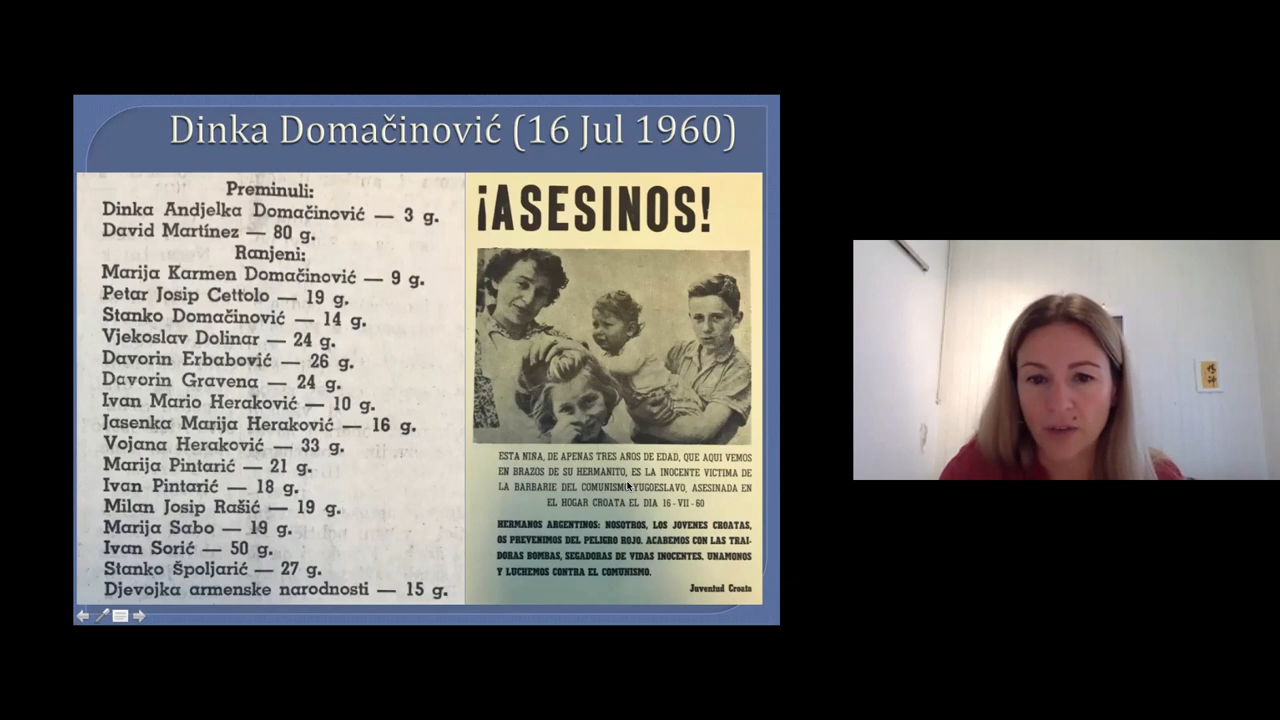 Dinka Domačinović (16 Jul 1960)
Preminuli:
Dinka Andjelka Domačinović — 3 g.
David Martínez — 80 g.
Ranjeni:
Marija Karmen Domačinović — 9 g.
Petar Josip Cettolo — 19 g.
Stanko Domačinović — 14 g.
Vjekoslav Dolinar — 24 g.
Davorin Erbabović — 26 g.
Davorin Gravena — 24 g.
Ivan Mario Heraković — 10 g.
Jasenka Marija Heraković — 16 g.
Vojana Heraković — 33 g.
Marija Pintarić — 21 g.
Ivan Pintarić — 18 g.
Milan Josip Rašić — 19 g.
Marija Sabo — 19 g.
Ivan Sorić — 50 g.
Stanko Špoljarić — 27 g.
Djevojka armenske narodnosti — 15 g.
¡ASESINOS!
ESTA NINA, DE APENAS TRES ANOS DE EDAD, QUE AQUI VEMOS
EN BRAZOS DE SU HERMANITO, ES LA INOCENTE VICTIMA DE
LA BARBARIE DEL COMUNISMO YUGOESLAVO, ASESINADA EN
EL HOGAR CROATA EL DIA 16 - VII - 60
HERMANOS ARGENTINOS: NOSOTROS, LOS JOVENES CROATAS,
OS PREVENIMOS DEL PELIGRO ROJO. ACABEMOS CON LAS TRAI-
DORAS BOMBAS, SEGADORAS DE VIDAS INOCENTES. UNAMONOS
Y LUCHEMOS CONTRA EL COMUNISMO.
Juventud Croata